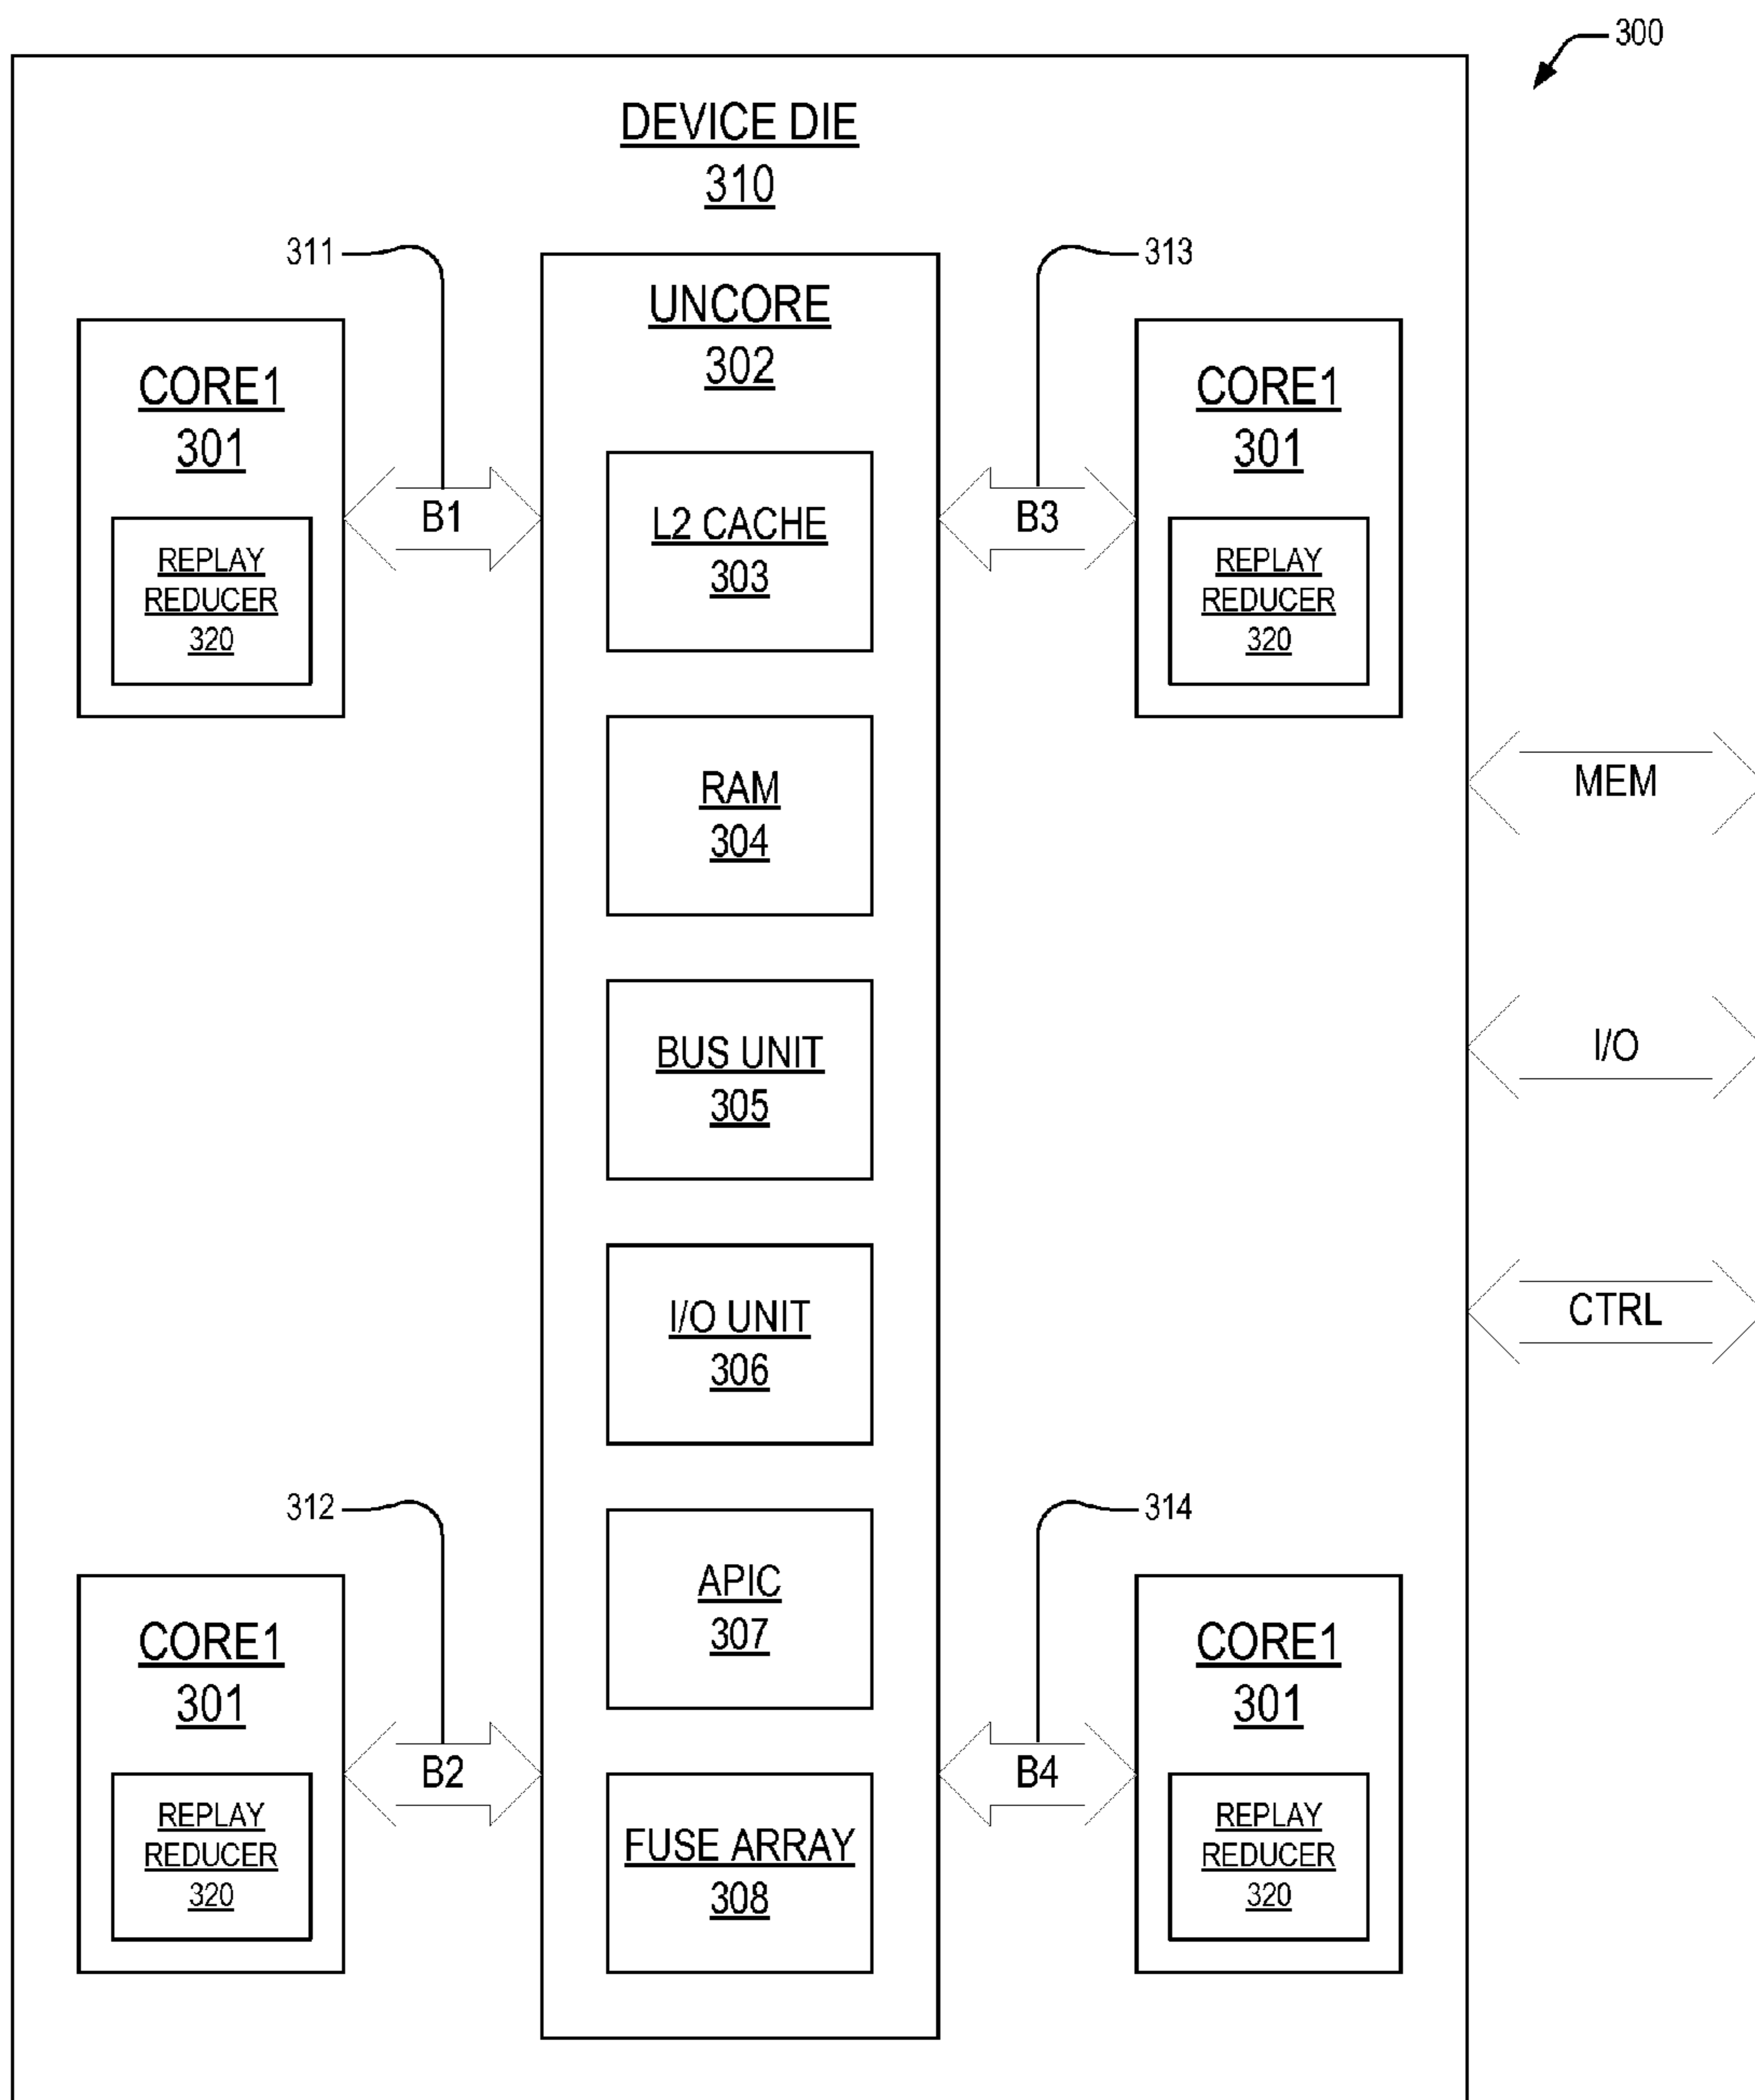 300
DEVICE DIE
310
311
313
UNCORE
302
CORE1
301
CORE1
301
B1
L2 CACHE
303
B3
REPLAY
REDUCER
320
REPLAY
REDUCER
320
RAM
304
MEM
BUS UNIT
305
I/O
I/O UNIT
306
CTRL
312
314
APIC
307
CORE1
301
CORE1
301
B2
B4
REPLAY
REDUCER
320
FUSE ARRAY
308
REPLAY
REDUCER
320